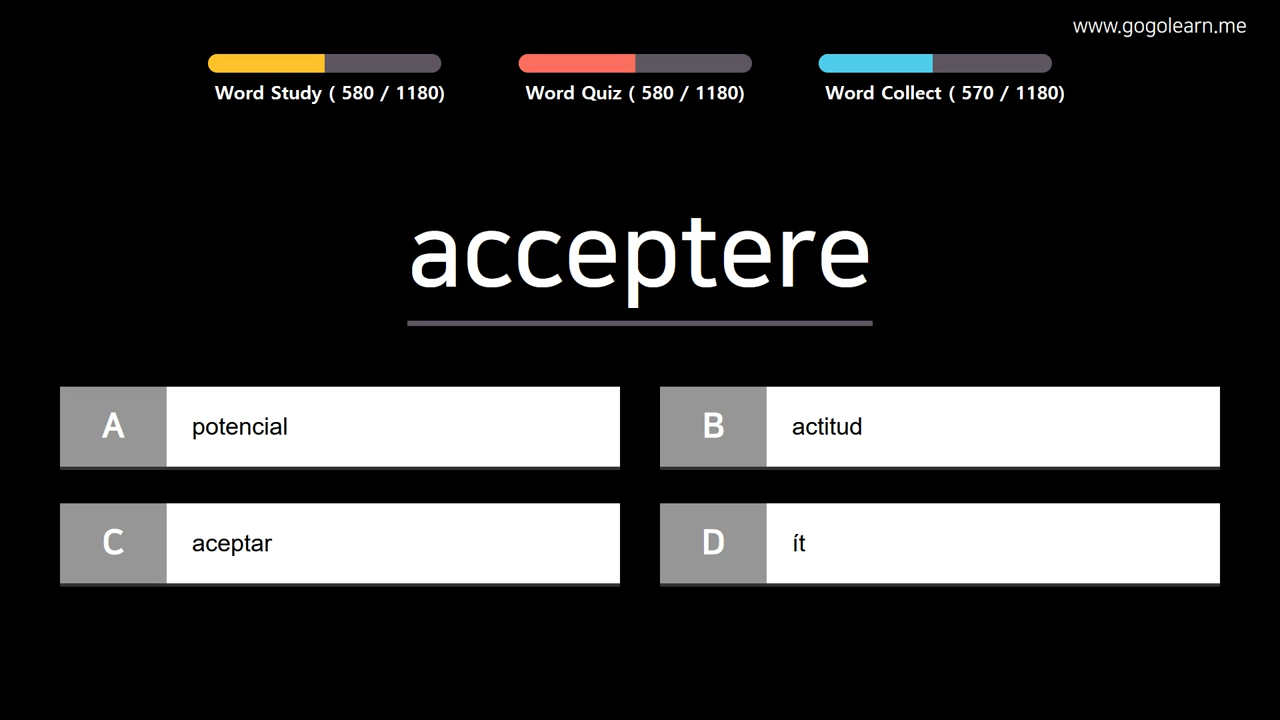 www.gogolearn.me
Word Study ( 580 / 1180)
Word Quiz ( 580 / 1180)
Word Collect ( 570 / 1180)
acceptere
A potencial
B actitud
C aceptar
D ít